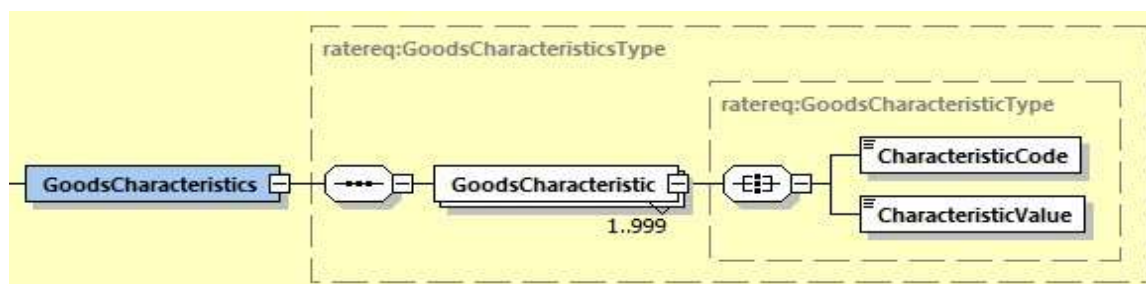 ratereq:GoodsCharacteristicsType
ratereq:GoodsCharacteristicType
CharacteristicCode
GoodsCharacteristics
GoodsCharacteristic
CharacteristicValue
1..999